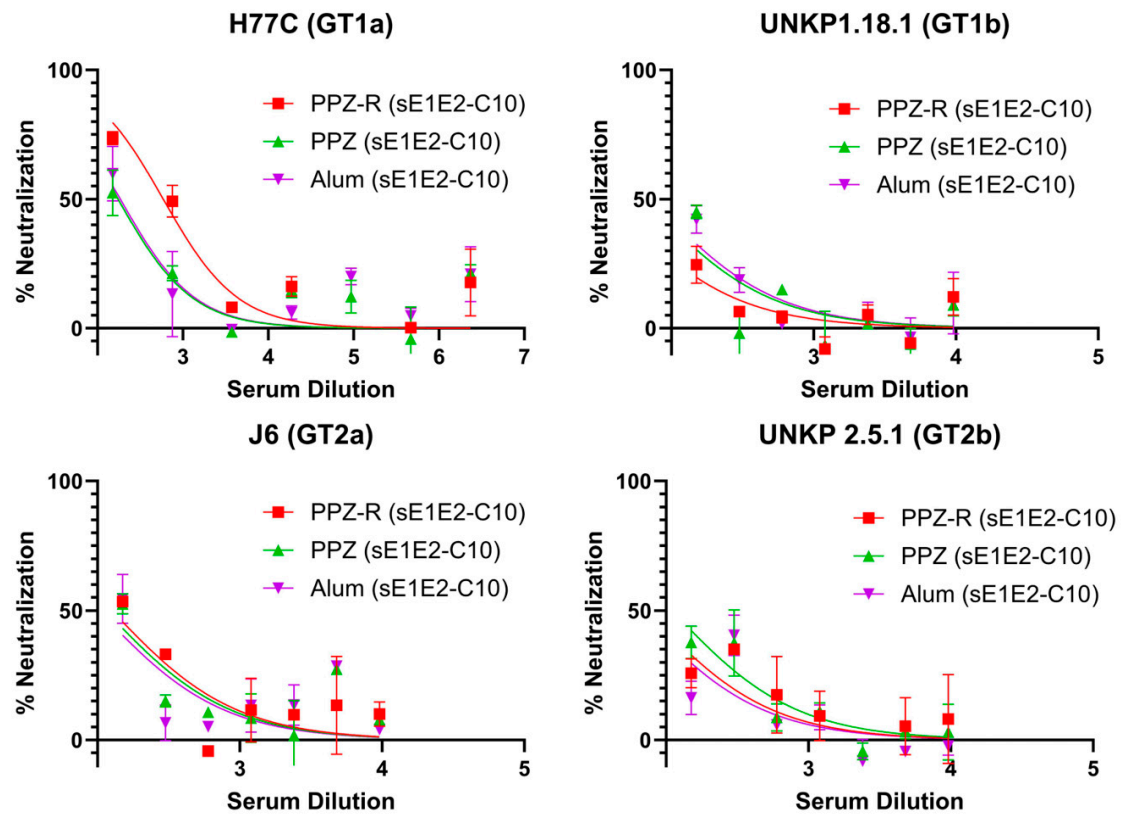 H77C (GT1a)
100
50
0
% Neutralization
PPZ-R (sE1E2-C10)
PPZ (sE1E2-C10)
Alum (sE1E2-C10)
3
4
5
6
7
Serum Dilution
UNKP1.18.1 (GT1b)
100
50
0
% Neutralization
PPZ-R (sE1E2-C10)
PPZ (sE1E2-C10)
Alum (sE1E2-C10)
3
4
5
Serum Dilution
J6 (GT2a)
100
50
0
% Neutralization
PPZ-R (sE1E2-C10)
PPZ (sE1E2-C10)
Alum (sE1E2-C10)
3
4
5
Serum Dilution
UNKP 2.5.1 (GT2b)
100
50
0
% Neutralization
PPZ-R (sE1E2-C10)
PPZ (sE1E2-C10)
Alum (sE1E2-C10)
3
4
5
Serum Dilution